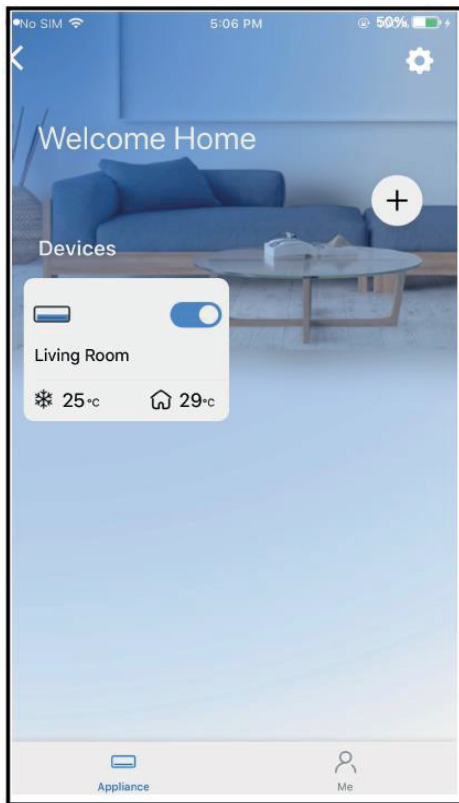 No SIM 5:06 PM 50%
Welcome Home
+
Devices
Living Room
25°C 29°C
Appliance Me